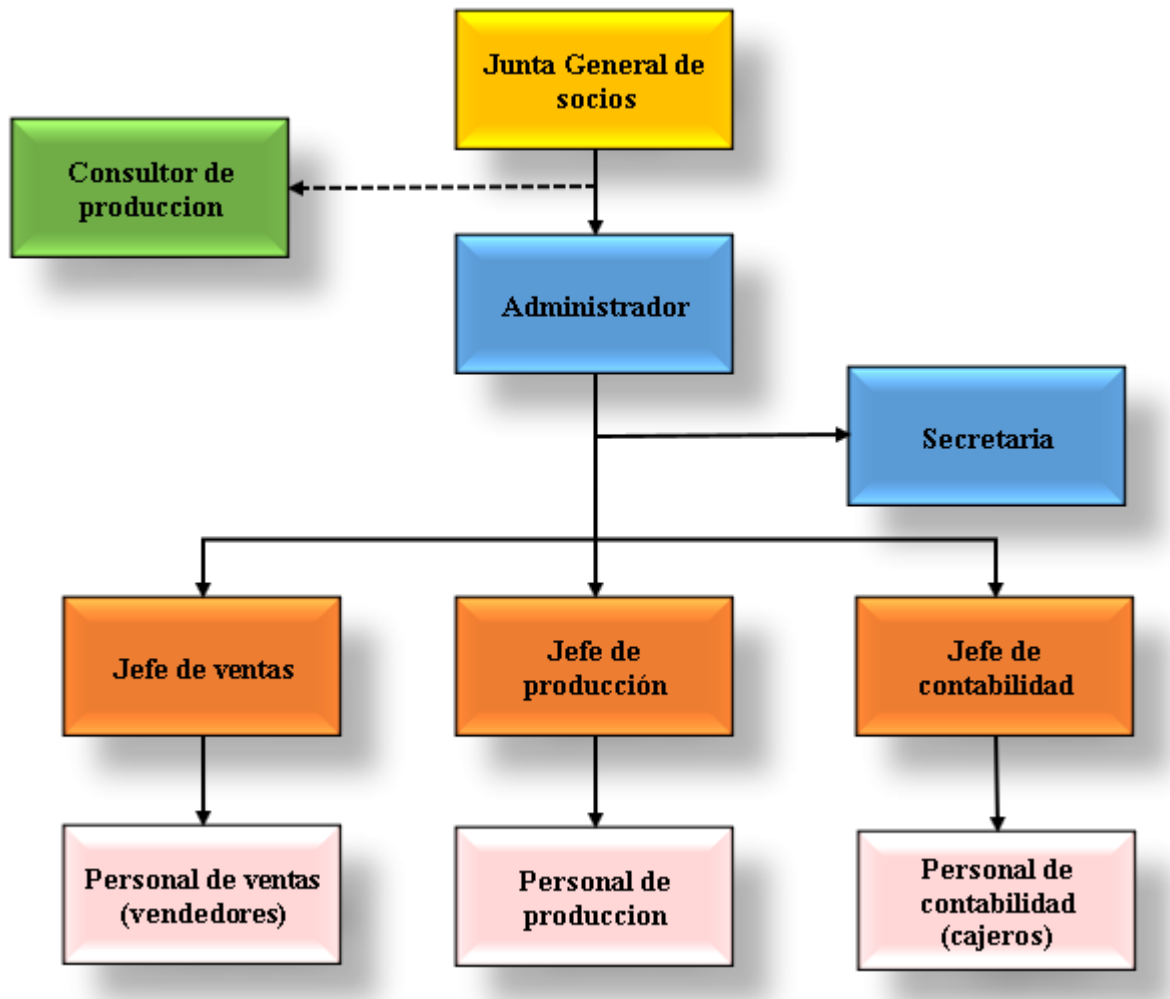 Junta General de
socios
Consultor de
produccion
Administrador
Secretaria
Jefe de ventas
Jefe de
producción
Jefe de
contabilidad
Personal de ventas
(vendedores)
Personal de
produccion
Personal de
contabilidad
(cajeros)